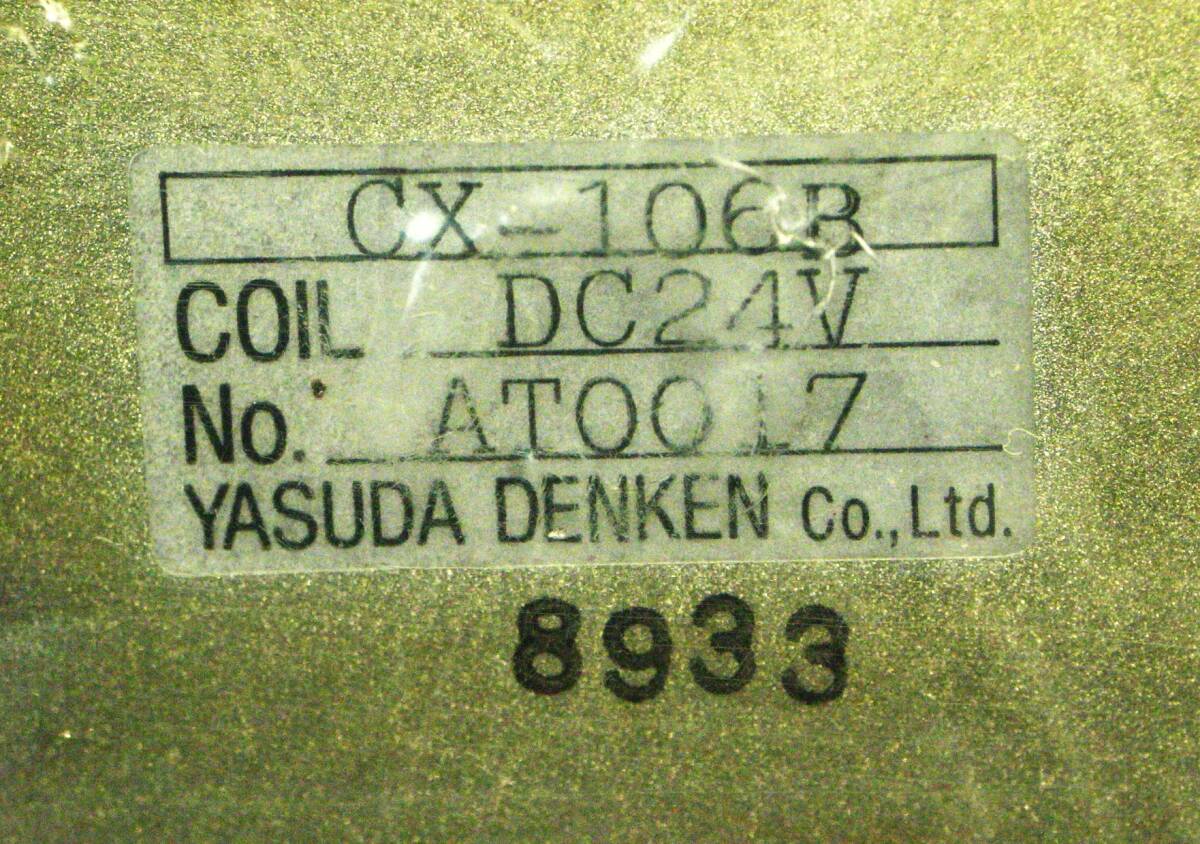 CX-106B
COIL DC24V
No. AT0017
YASUDA DENKEN Co.,Ltd.
8933